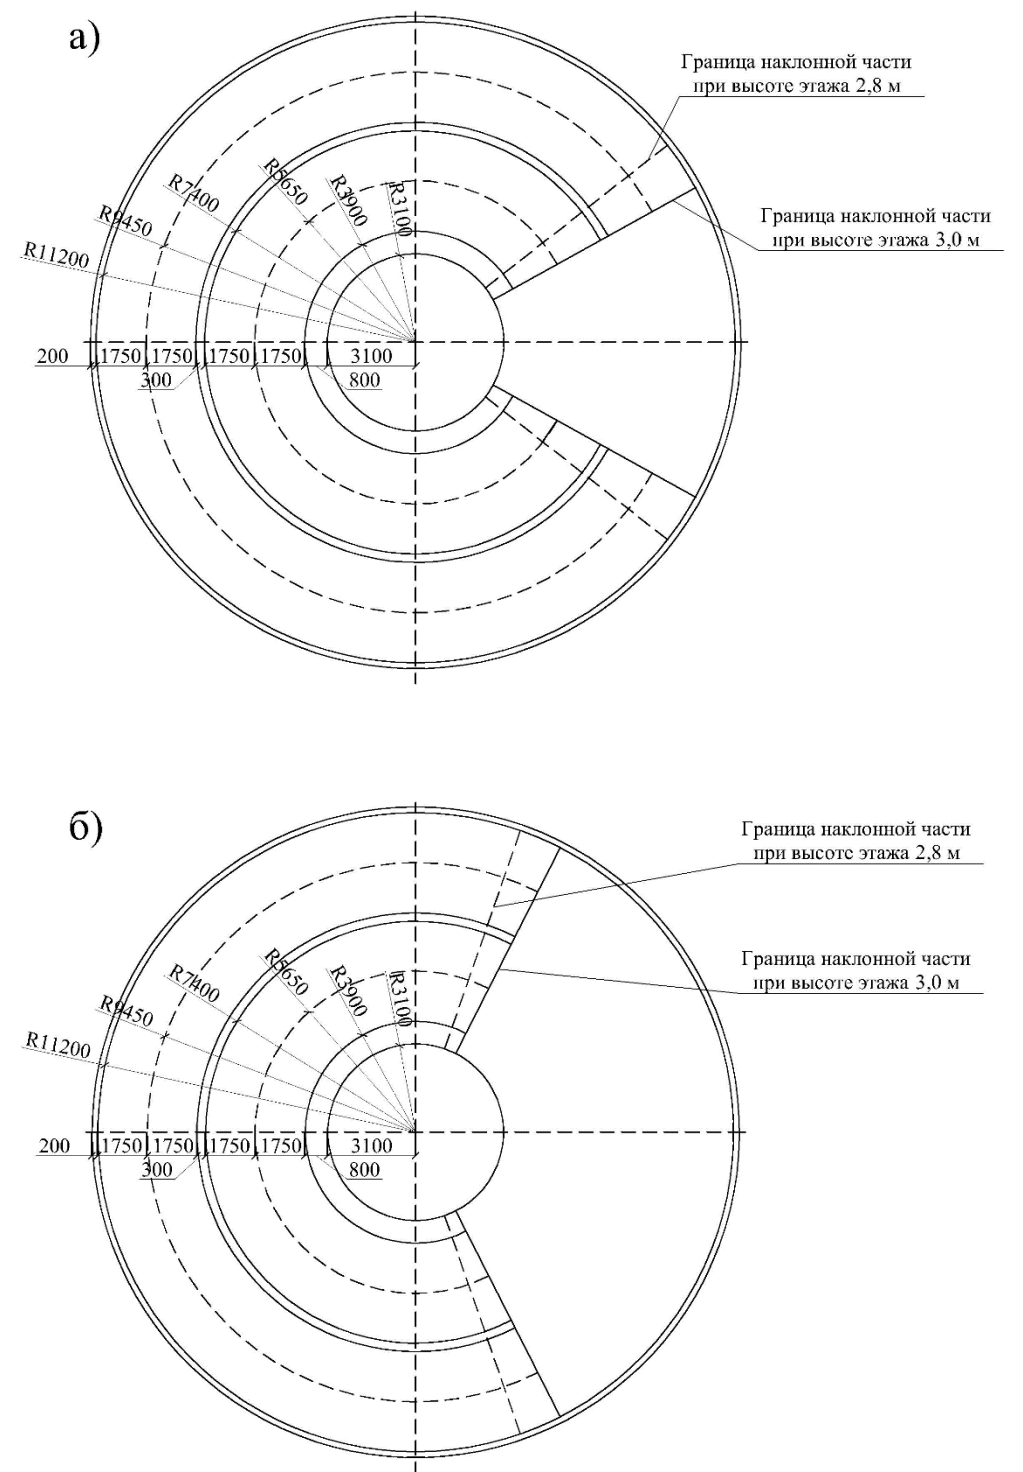 а)
Граница наклонной части
при высоте этажа 2,8 м
Граница наклонной части
при высоте этажа 3,0 м
R3100
R3900
R5650
R7400
R9450
R11200
200 1750 1750 1750 1750 3100
300 800
б)
Граница наклонной части
при высоте этажа 2,8 м
Граница наклонной части
при высоте этажа 3,0 м
R3100
R3900
R5650
R7400
R9450
R11200
200 1750 1750 1750 1750 3100
300 800